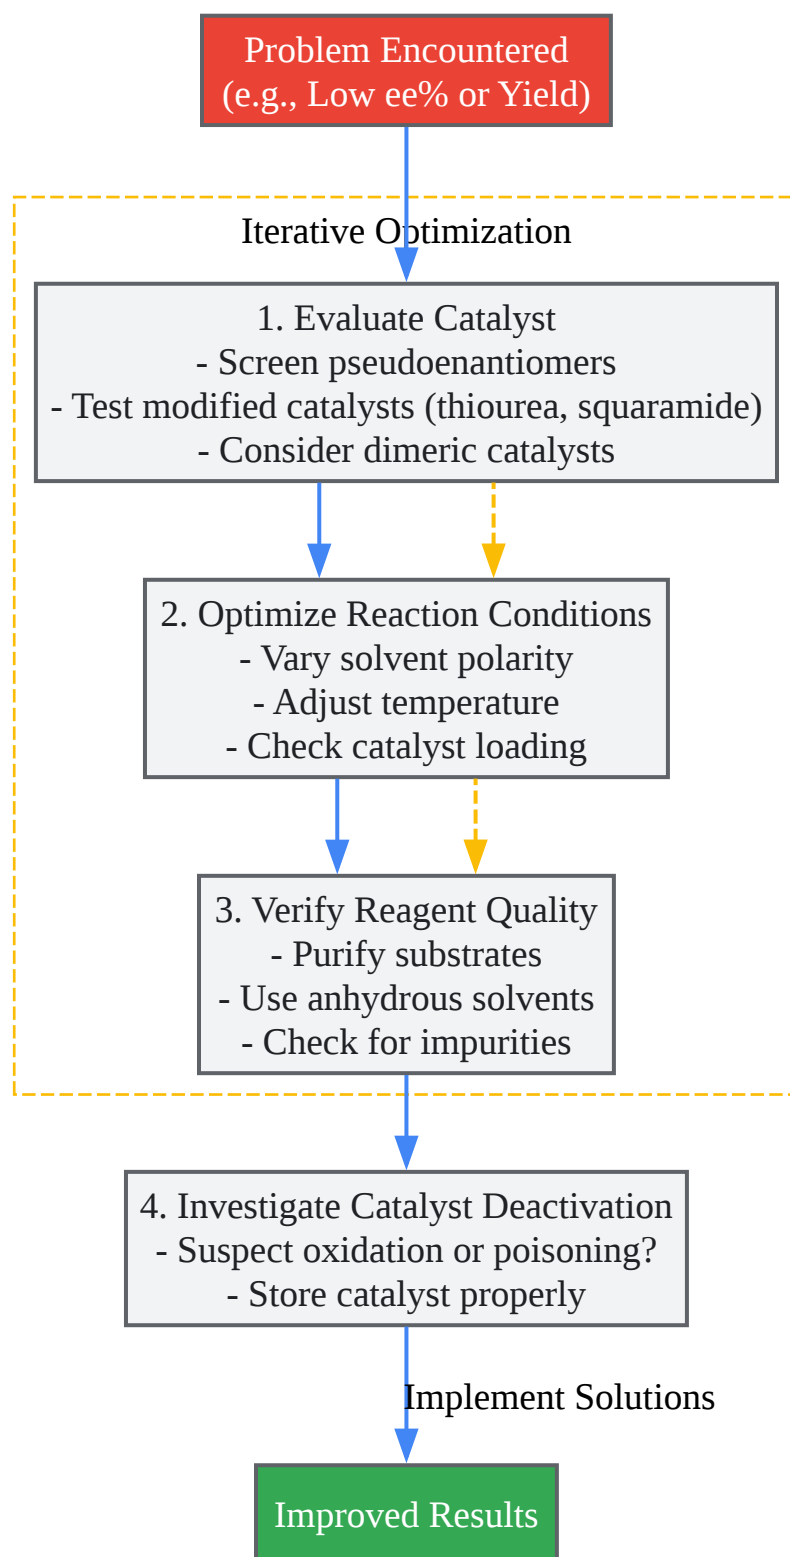 Problem Encountered
(e.g., Low ee% or Yield)
Iterative Optimization
1. Evaluate Catalyst
- Screen pseudoenantiomers
- Test modified catalysts (thiourea, squaramide)
- Consider dimeric catalysts
2. Optimize Reaction Conditions
- Vary solvent polarity
- Adjust temperature
- Check catalyst loading
3. Verify Reagent Quality
- Purify substrates
- Use anhydrous solvents
- Check for impurities
4. Investigate Catalyst Deactivation
- Suspect oxidation or poisoning?
- Store catalyst properly
Implement Solutions
Improved Results